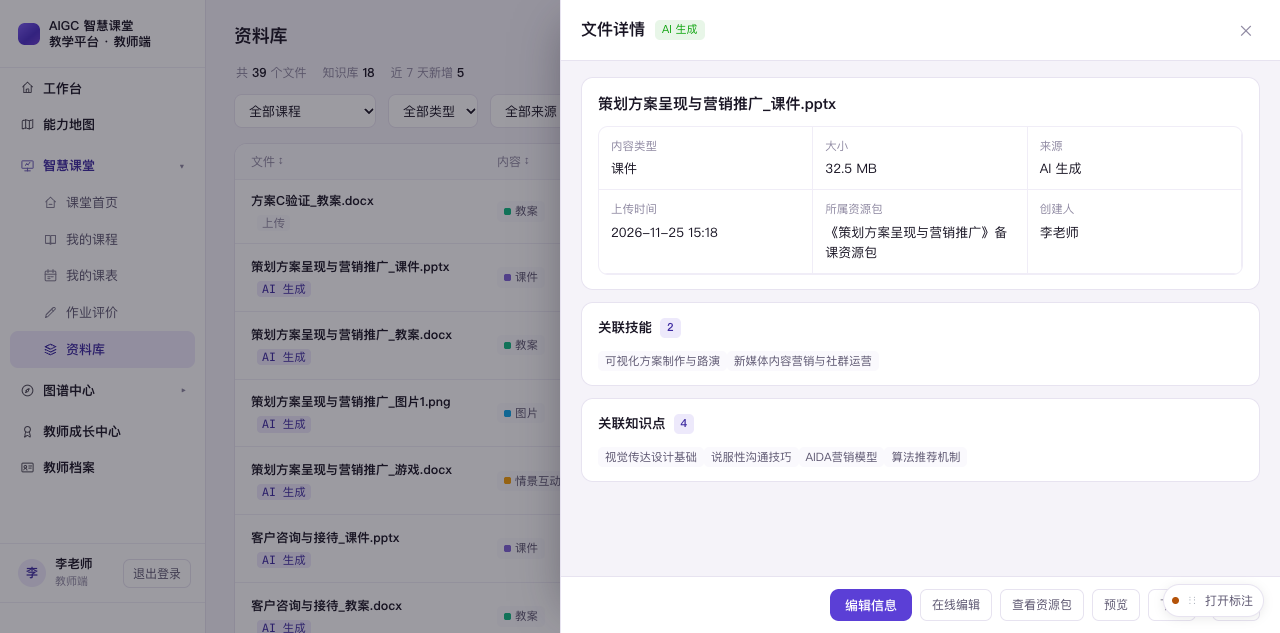 AIGC 智慧课堂
教学平台 · 教师端
工作台
能力地图
智慧课堂
课堂首页
我的课程
我的课表
作业评价
资料库
图谱中心
教师成长中心
教师档案
李
李老师
教师端
退出登录
资料库
共 39 个文件 知识库 18 近 7 天新增 5
全部课程 全部类型 全部来源
文件 内容
方案C验证_教案.docx
上传
教案
策划方案呈现与营销推广_课件.pptx
AI 生成
课件
策划方案呈现与营销推广_教案.docx
AI 生成
教案
策划方案呈现与营销推广_图片1.png
AI 生成
图片
策划方案呈现与营销推广_游戏.docx
AI 生成
情景互动
客户咨询与接待_课件.pptx
AI 生成
课件
客户咨询与接待_教案.docx
AI 生成
教案
文件详情 AI 生成
策划方案呈现与营销推广_课件.pptx
内容类型
课件
大小
32.5 MB
来源
AI 生成
上传时间
2026-11-25 15:18
所属资源包
《策划方案呈现与营销推广》备
课资源包
创建人
李老师
关联技能 2
可视化方案制作与路演 新媒体内容营销与社群运营
关联知识点 4
视觉传达设计基础 说服性沟通技巧 AIDA营销模型 算法推荐机制
编辑信息 在线编辑 查看资源包 预览
打开标注